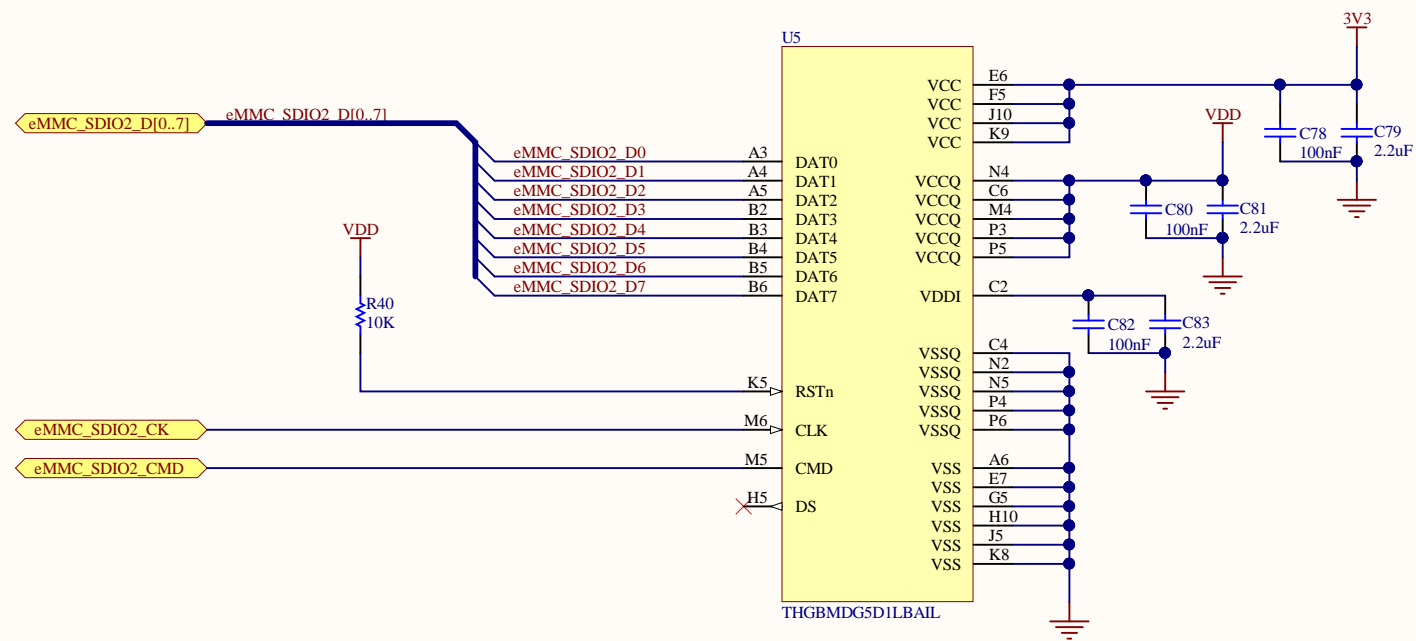 3V3
U5
E6
VCC
F5
VCC
J10
VCC
K9
VCC
C78
100nF
C79
2.2uF
VDD
eMMC_SDIO2_D[0..7]
eMMC_SDIO2_D[0..7]
eMMC_SDIO2_D0
A3
DAT0
eMMC_SDIO2_D1
A4
DAT1
eMMC_SDIO2_D2
A5
DAT2
eMMC_SDIO2_D3
B2
DAT3
eMMC_SDIO2_D4
B3
DAT4
eMMC_SDIO2_D5
B4
DAT5
eMMC_SDIO2_D6
B5
DAT6
eMMC_SDIO2_D7
B6
DAT7
N4
VCCQ
C6
VCCQ
M4
VCCQ
P3
VCCQ
P5
VCCQ
C80
100nF
C81
2.2uF
VDD
R40
10K
C2
VDDI
C82
100nF
C83
2.2uF
C4
VSSQ
N2
VSSQ
N5
VSSQ
P4
VSSQ
P6
VSSQ
K5
RSTn
eMMC_SDIO2_CK
M6
CLK
eMMC_SDIO2_CMD
M5
CMD
H5
DS
A6
VSS
E7
VSS
G5
VSS
H10
VSS
J5
VSS
K8
VSS
THGBMDG5D1LBAIL